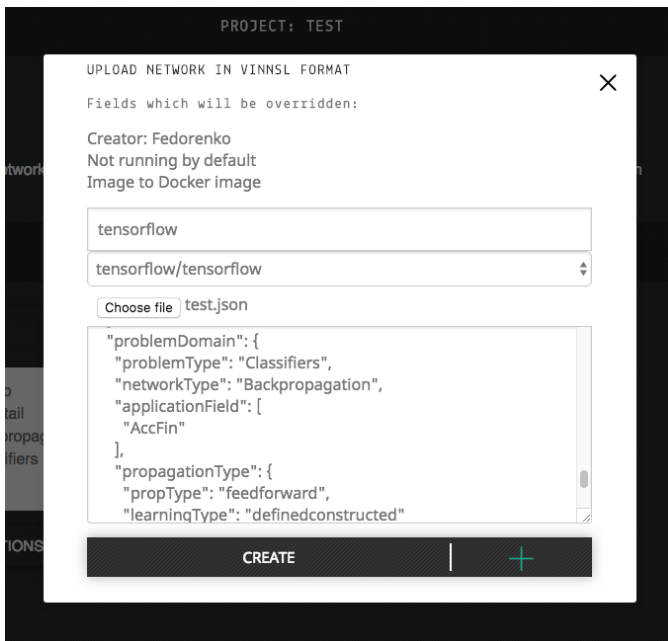 PROJECT: TEST
UPLOAD NETWORK IN VINNSL FORMAT
Fields which will be overridden:
Creator: Fedorenko
Not running by default
Image to Docker image
tensorflow
tensorflow/tensorflow
Choose file test.json
"problemDomain": {
"problemType": "Classifiers",
"networkType": "Backpropagation",
"applicationField": [
"AccFin"
],
"propagationType": {
"propType": "feedforward",
"learningType": "definedconstructed"
CREATE